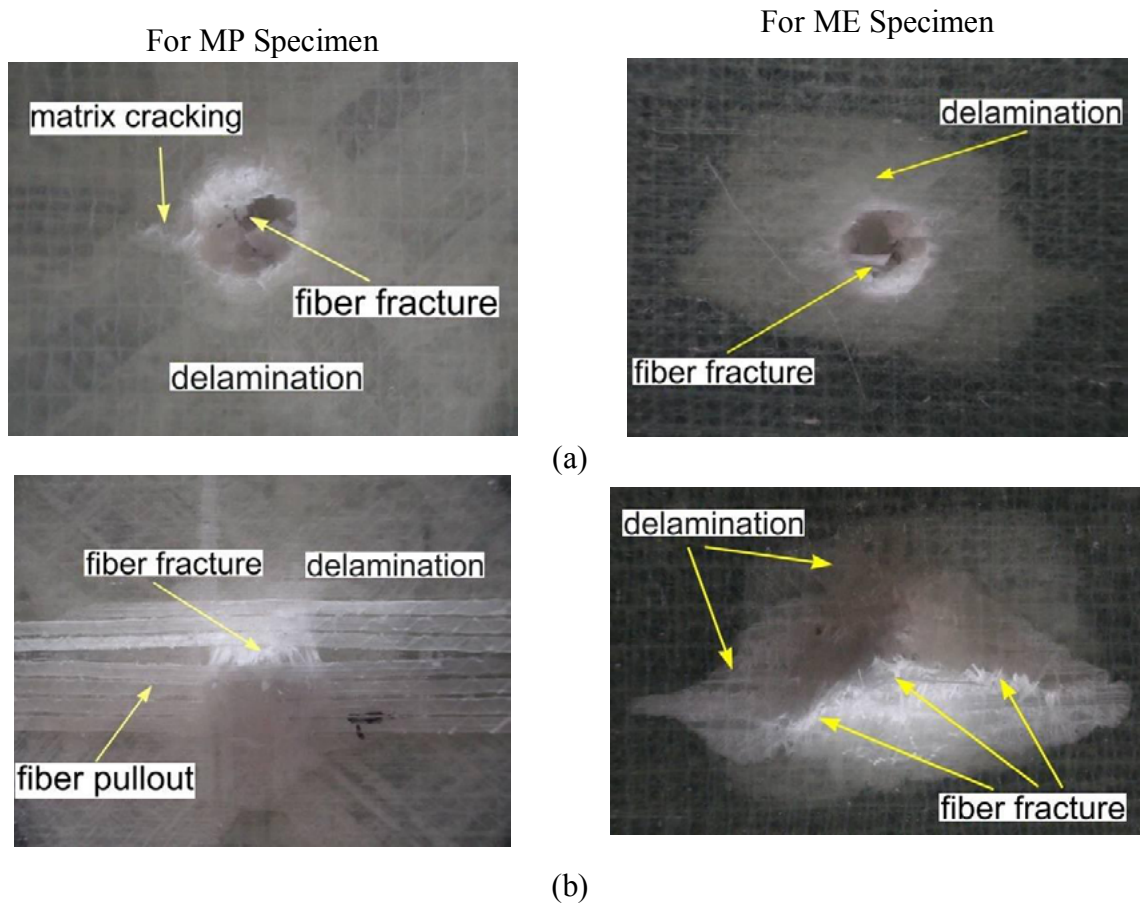 For MP Specimen
For ME Specimen
matrix cracking
fiber fracture
delamination
delamination
fiber fracture
(a)
fiber fracture
delamination
fiber pullout
delamination
fiber fracture
(b)